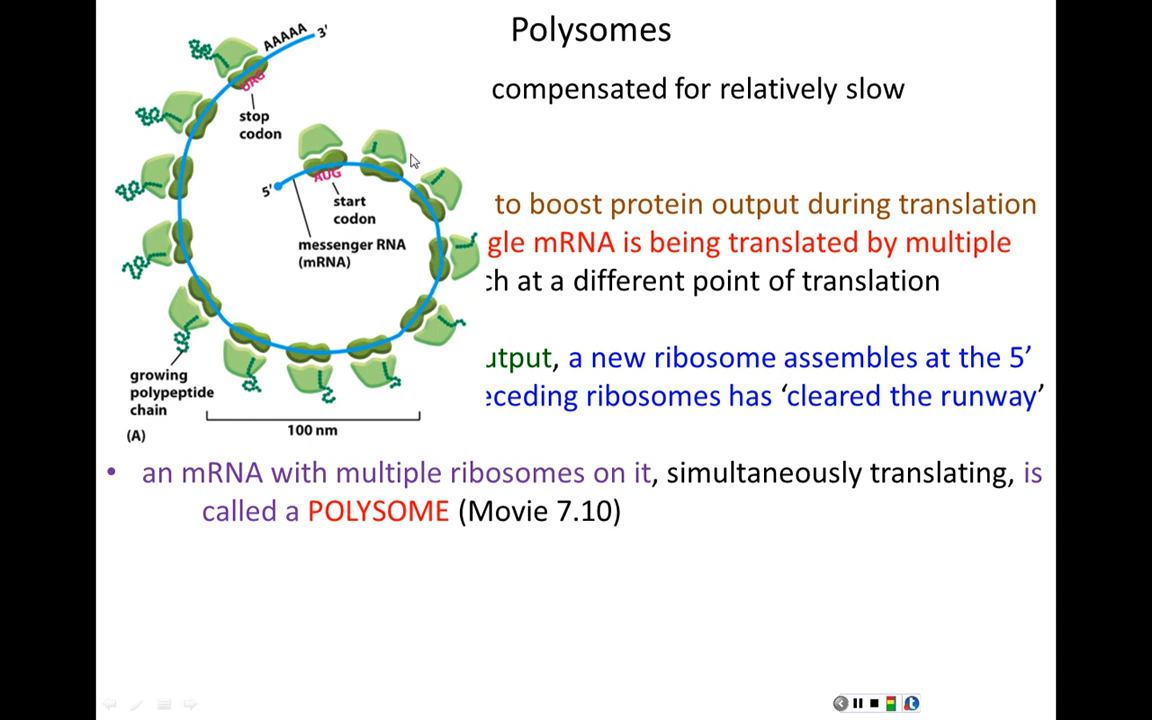 Polysomes
compensated for relatively slow
to boost protein output during translation
gle mRNA is being translated by multiple
ch at a different point of translation
utput, a new ribosome assembles at the 5’
eceding ribosomes has ‘cleared the runway’
AAAAA 3'
UAG
stop
codon
5'
AUG
start
codon
messenger RNA
(mRNA)
growing
polypeptide
chain
(A)
100 nm
• an mRNA with multiple ribosomes on it, simultaneously translating, is
called a POLYSOME (Movie 7.10)